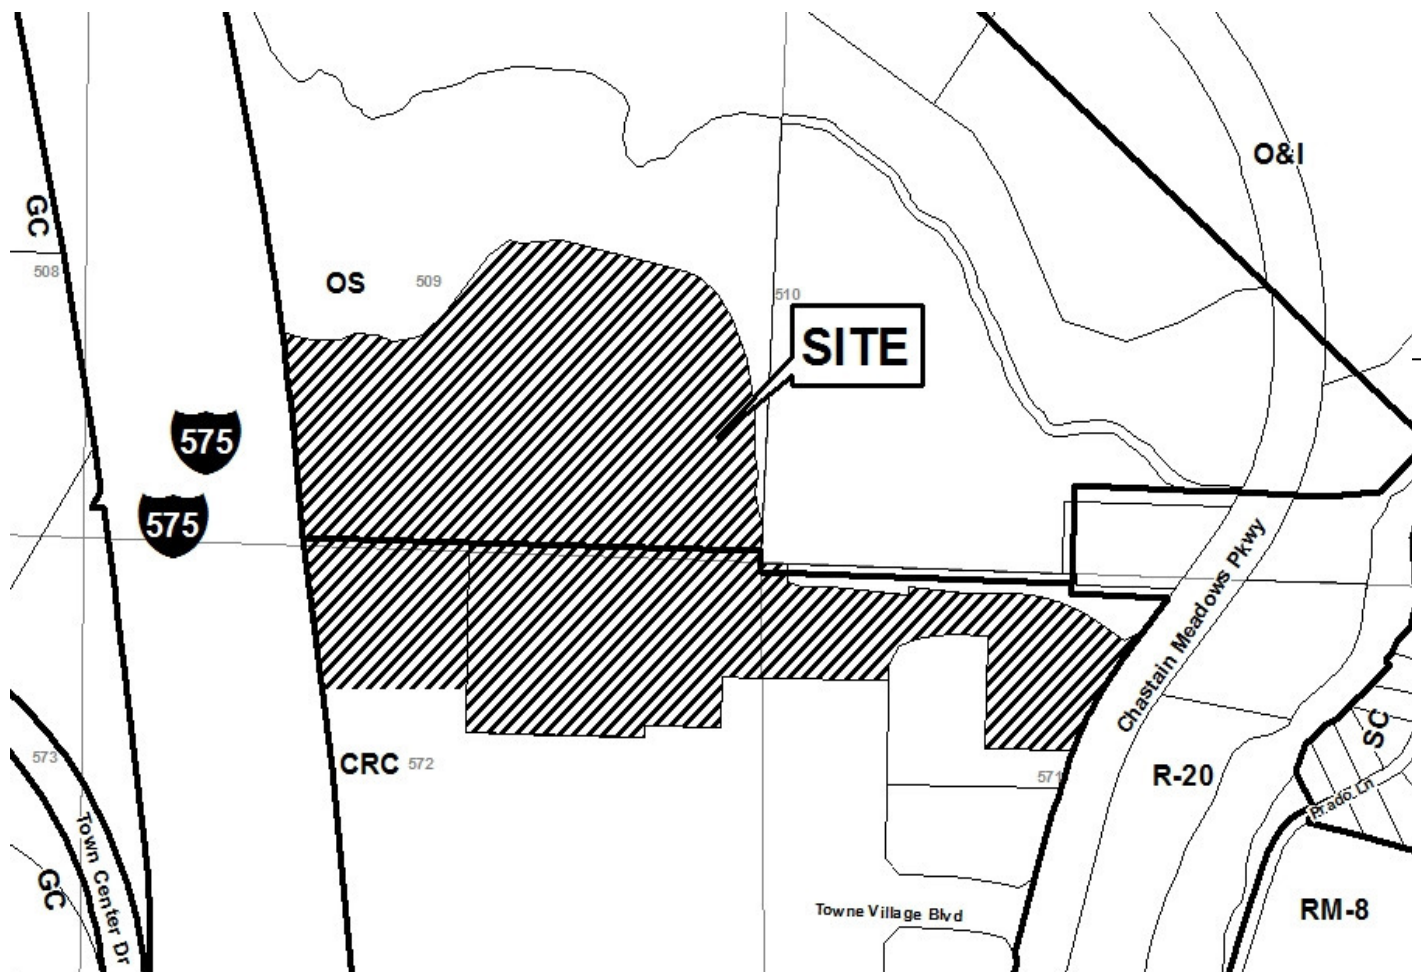 O&I
GC
508
OS
509
510
SITE
575
575
Chastain Meadows Pkwy
573
CRC
572
571
R-20
SC
Prado Ln
Town Center Dr
GC
Towne Village Blvd
RM-8